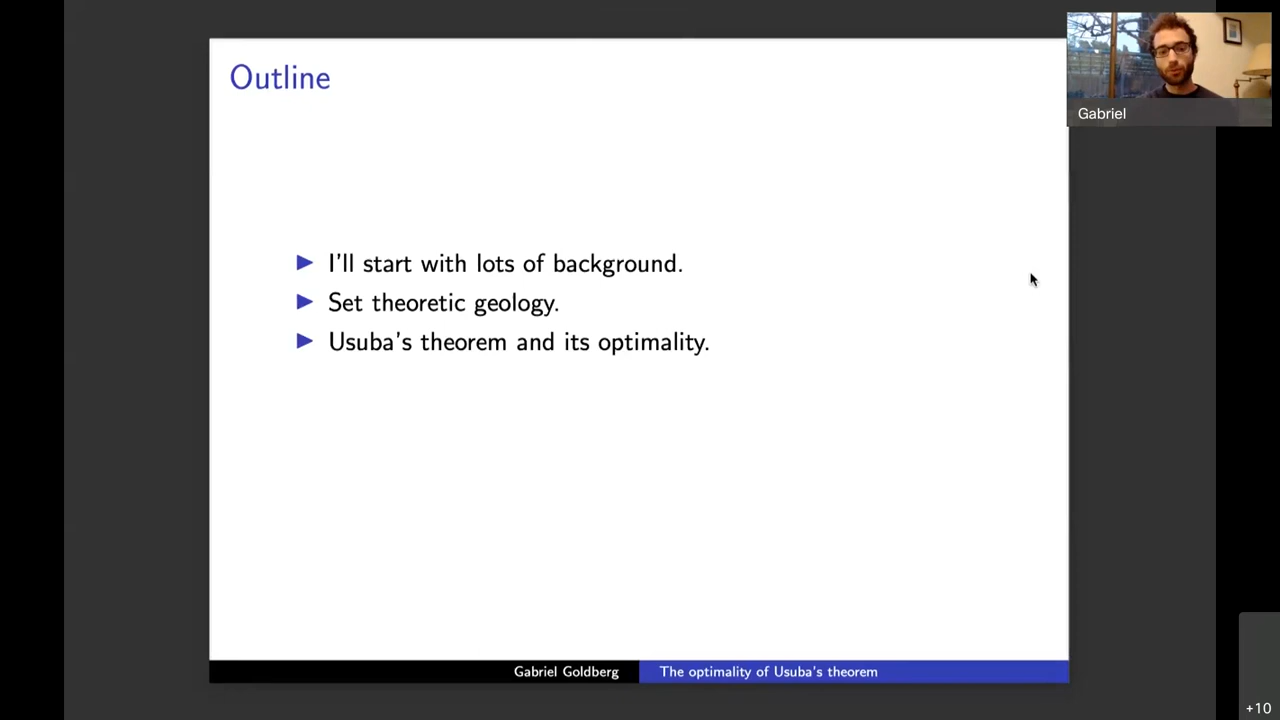 Outline
Gabriel
I'll start with lots of background.
Set theoretic geology.
Usuba's theorem and its optimality.
Gabriel Goldberg
The optimality of Usuba's theorem
+10